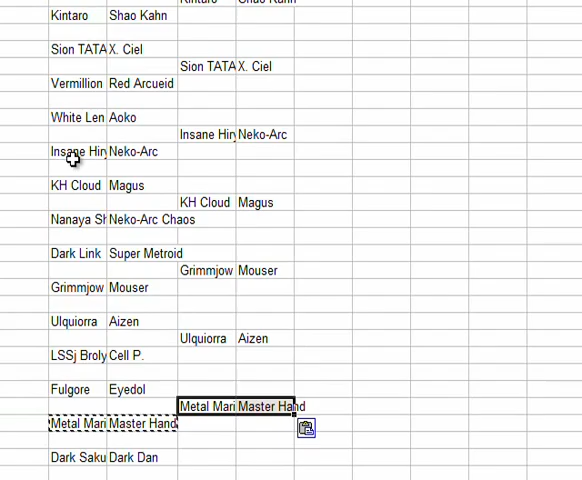 Kintaro Shao Kahn
Sion TATA X. Ciel
Sion TATA X. Ciel
Vermillion Red Arcueid
White Len Aoko
Insane Hir Neko-Arc
Insane Hir Neko-Arc
KH Cloud Magus
KH Cloud Magus
Nanaya Sh Neko-Arc Chaos
Dark Link Super Metroid
Grimmjow Mouser
Grimmjow Mouser
Ulquiorra Aizen
Ulquiorra Aizen
LSSj Broly Cell P.
Fulgore Eyedol
Metal Mari Master Hand
Metal Mari Master Hand
Dark Saku Dark Dan